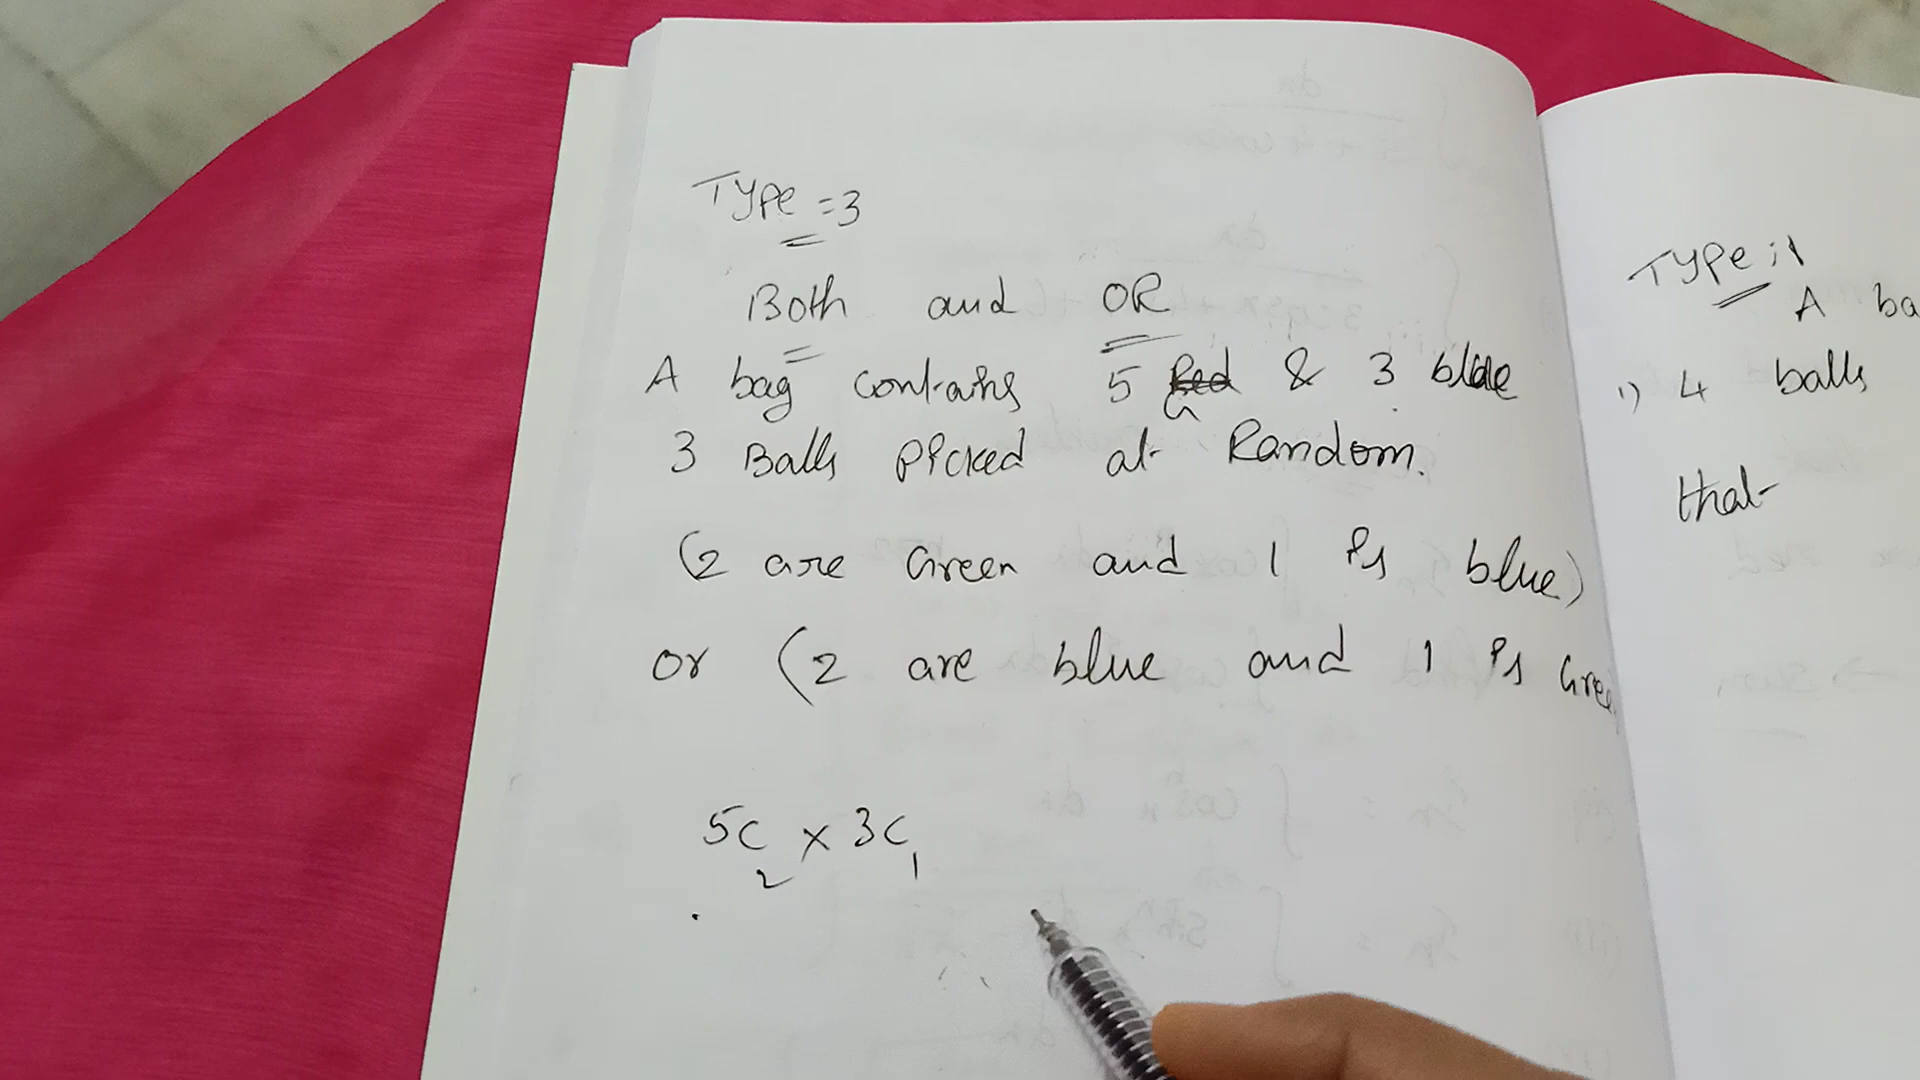 Type = 3
Both and OR
A bag contains 5 G & 3 blue
3 Balls picked at Random.
(2 are Green and 1 is blue)
or (2 are blue and 1 is Gree
5C2 x 3C1
Type : 1
A ba
1) 4 balls
that